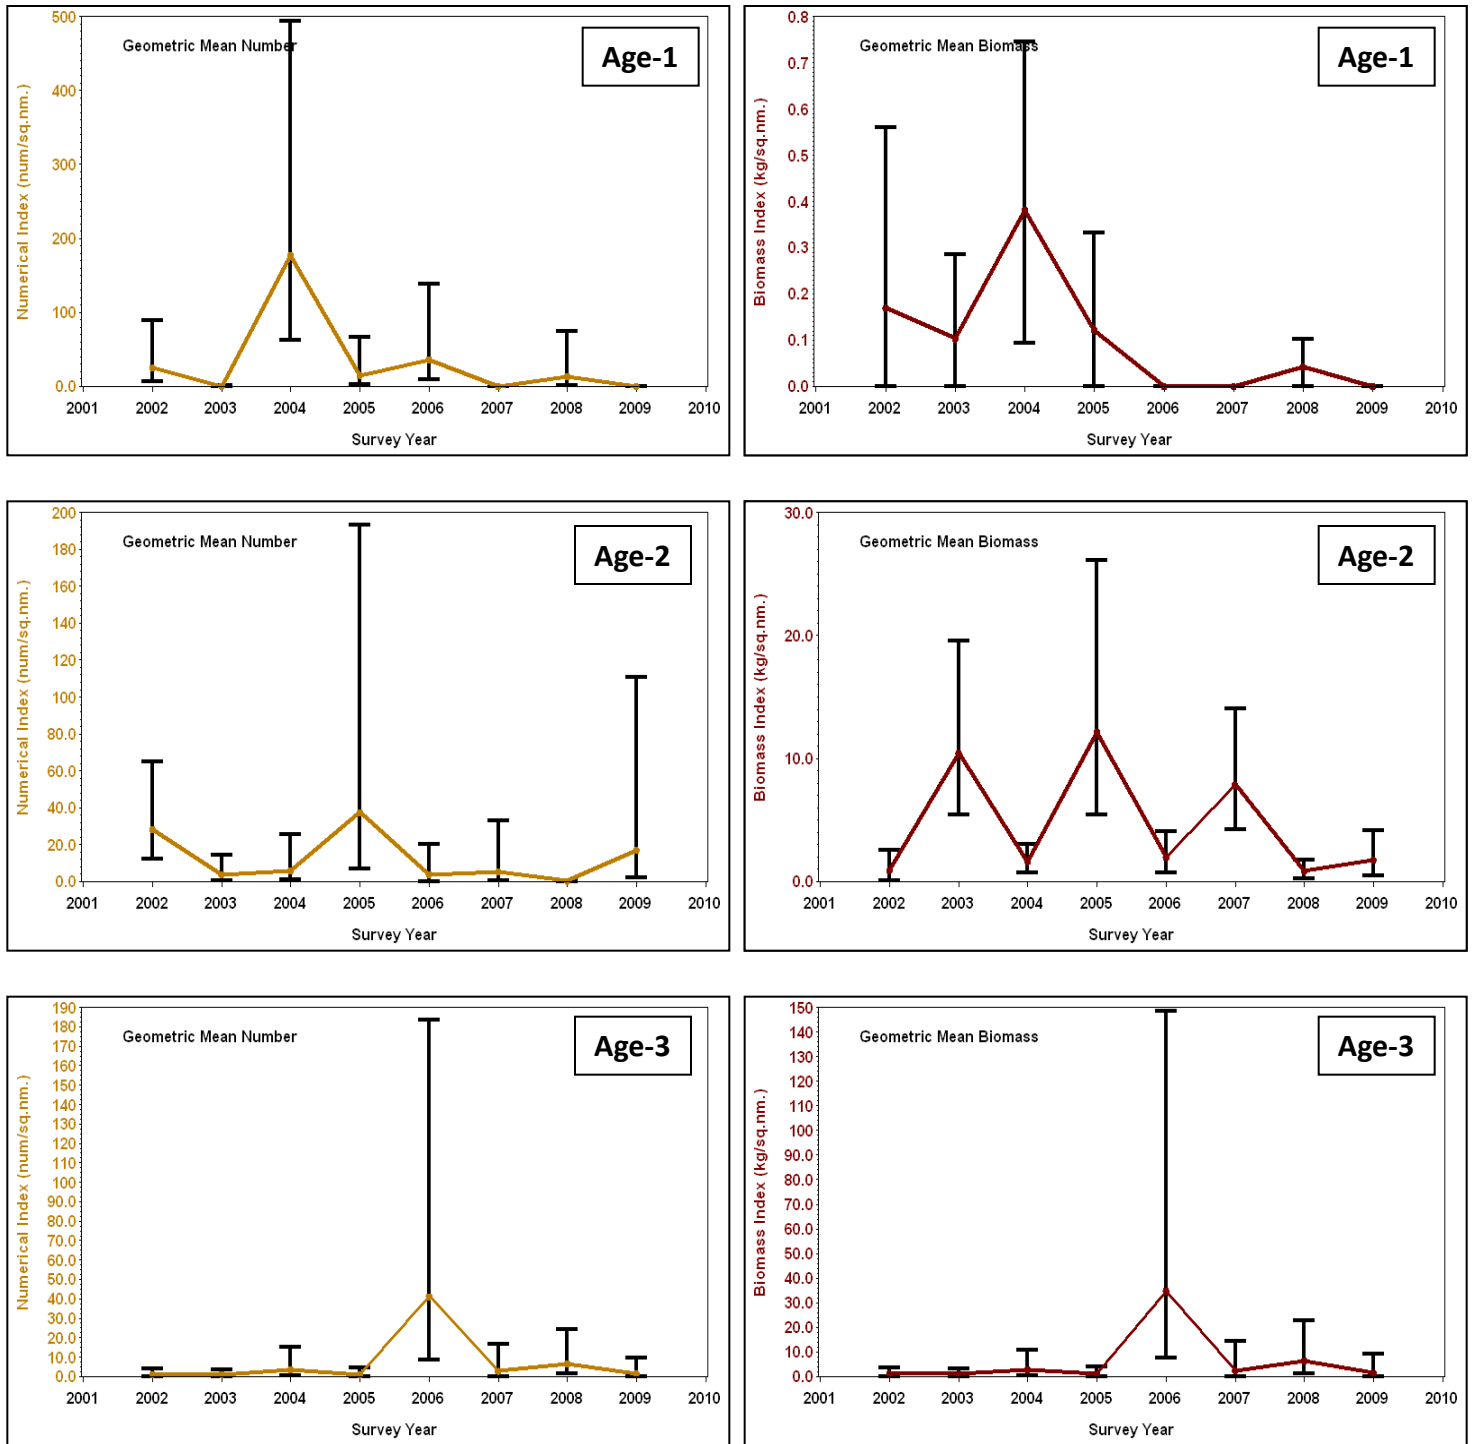 Geometric Mean Number
Age-1
Numerical Index (num/sq.nm.)
500
400
300
200
100
0.0
2001 2002 2003 2004 2005 2006 2007 2008 2009 2010
Survey Year
Geometric Mean Biomass
Age-1
Biomass Index (kg/sq.nm.)
0.8
0.7
0.6
0.5
0.4
0.3
0.2
0.1
0.0
2001 2002 2003 2004 2005 2006 2007 2008 2009 2010
Survey Year
Geometric Mean Number
Age-2
Numerical Index (num/sq.nm.)
200
180
160
140
120
100
80.0
60.0
40.0
20.0
0.0
2001 2002 2003 2004 2005 2006 2007 2008 2009 2010
Survey Year
Geometric Mean Biomass
Age-2
Biomass Index (kg/sq.nm.)
30.0
20.0
10.0
0.0
2001 2002 2003 2004 2005 2006 2007 2008 2009 2010
Survey Year
Geometric Mean Number
Age-3
Numerical Index (num/sq.nm.)
190
180
170
160
150
140
130
120
110
100
90.0
80.0
70.0
60.0
50.0
40.0
30.0
20.0
10.0
0.0
2001 2002 2003 2004 2005 2006 2007 2008 2009 2010
Survey Year
Geometric Mean Biomass
Age-3
Biomass Index (kg/sq.nm.)
150
140
130
120
110
100
90.0
80.0
70.0
60.0
50.0
40.0
30.0
20.0
10.0
0.0
2001 2002 2003 2004 2005 2006 2007 2008 2009 2010
Survey Year